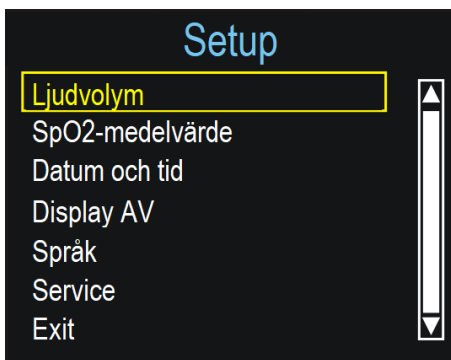 Setup
Ljudvolym
SpO2-medelvärde
Datum och tid
Display AV
Språk
Service
Exit